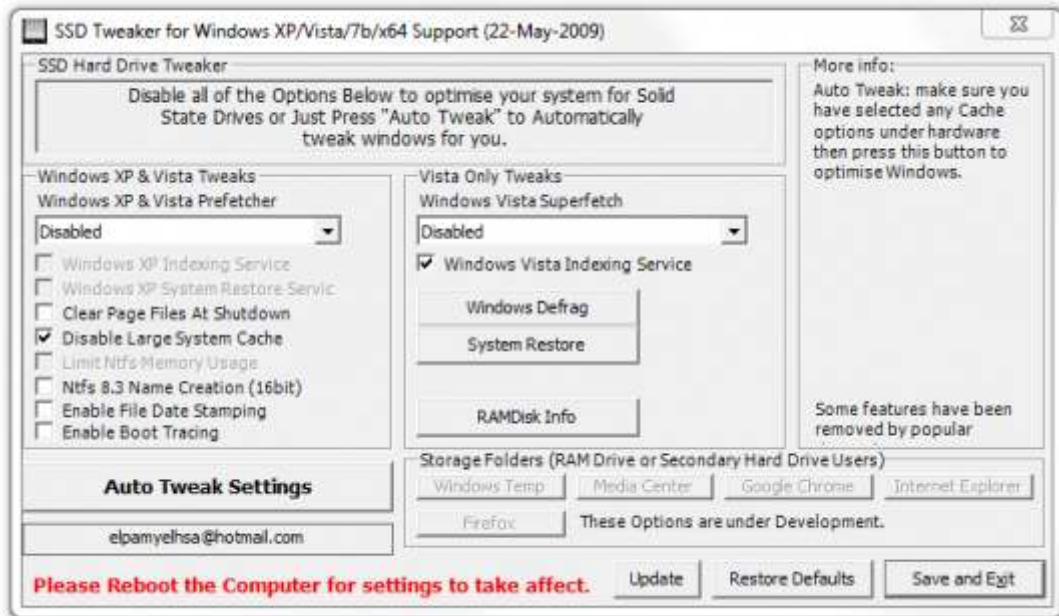 SSD Tweaker for Windows XP/Vista/7b/x64 Support (22-May-2009)
SSD Hard Drive Tweaker
Disable all of the Options Below to optimise your system for Solid
State Drives or Just Press "Auto Tweak" to Automatically
tweak windows for you.
More info:
Auto Tweak: make sure you
have selected any Cache
options under hardware
then press this button to
optimise Windows.
Some features have been
removed by popular
Windows XP & Vista Tweaks
Windows XP & Vista Prefetcher
Disabled
Windows XP Indexing Service
Windows XP System Restore Servic
Clear Page Files At Shutdown
Disable Large System Cache
Limit Ntfs Memory Usage
Ntfs 8.3 Name Creation (16bit)
Enable File Date Stamping
Enable Boot Tracing
Vista Only Tweaks
Windows Vista Superfetch
Disabled
Windows Vista Indexing Service
Windows Defrag
System Restore
RAMDisk Info
Auto Tweak Settings
elpamyelhsa@hotmail.com
Storage Folders (RAM Drive or Secondary Hard Drive Users)
Windows Temp
Media Center
Google Chrome
Internet Explorer
Firefox
These Options are under Development.
Please Reboot the Computer for settings to take affect.
Update
Restore Defaults
Save and Exit